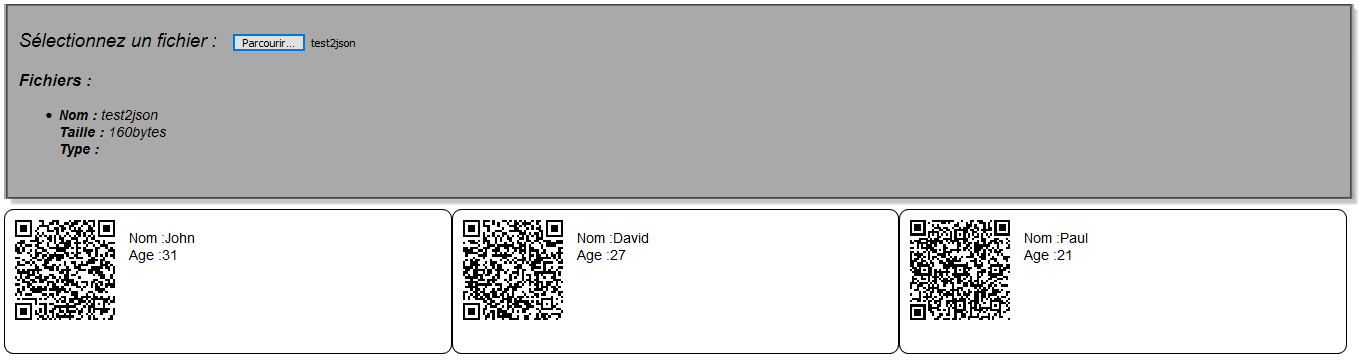 Sélectionnez un fichier : Parcourir... test2json
Fichiers :
Nom : test2json
Taille : 160bytes
Type :
Nom :John
Age :31
Nom :David
Age :27
Nom :Paul
Age :21